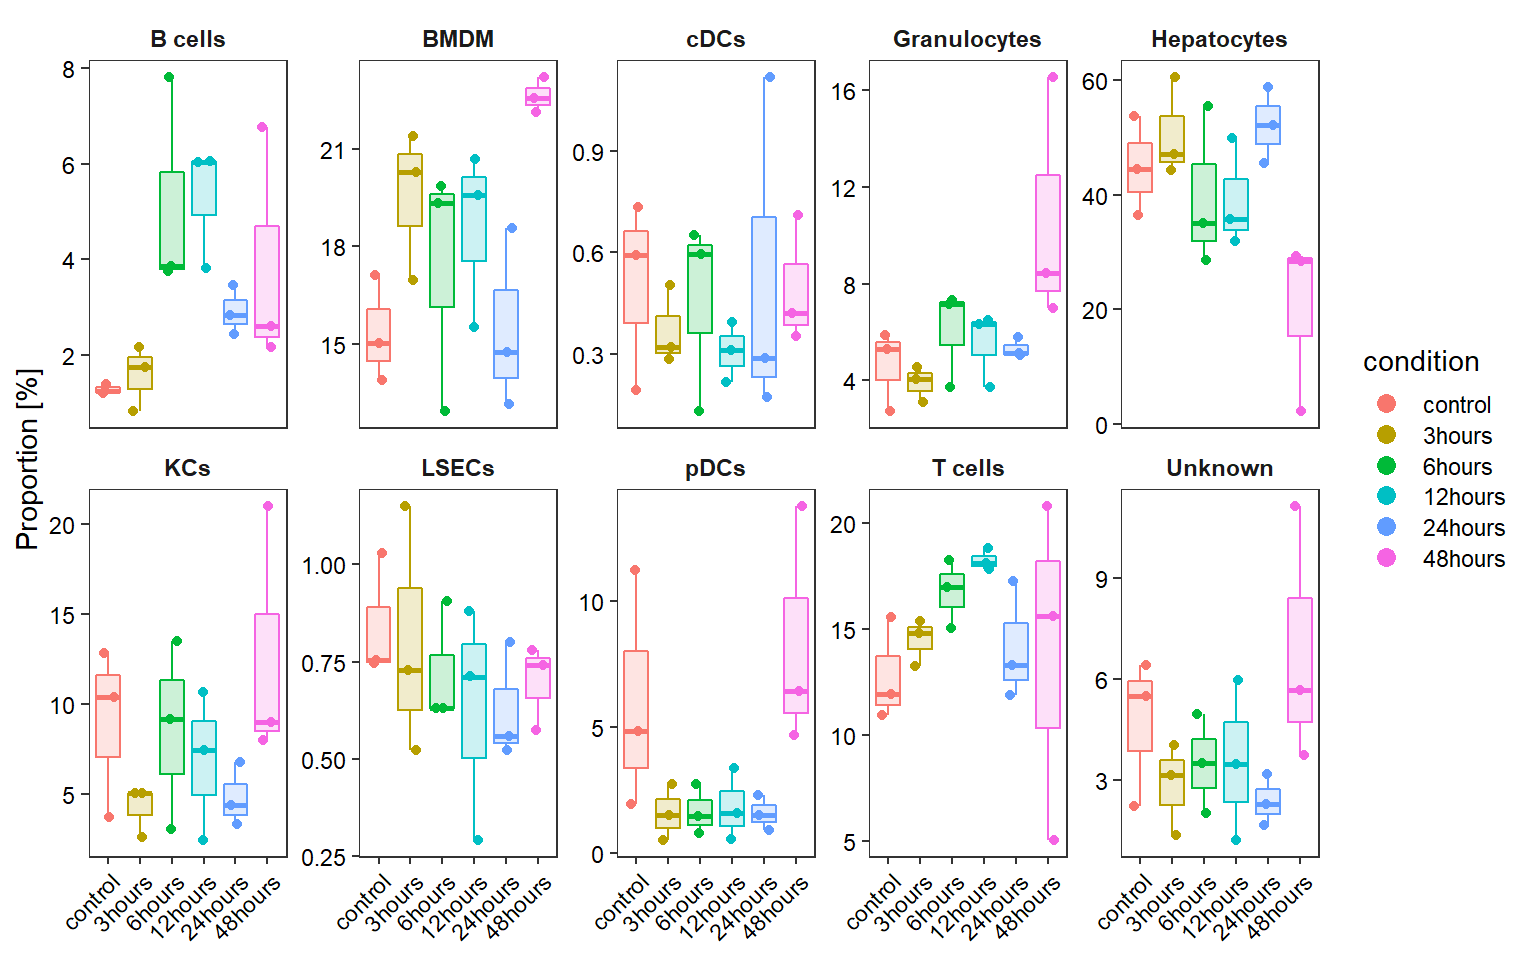 B cells
BMDM
cDCs
Granulocytes
Hepatocytes
8
6
4
2
21
18
15
0.9
0.6
0.3
16
12
8
4
60
40
20
0
Proportion [%]
KCs
LSECs
pDCs
T cells
Unknown
20
15
10
5
1.00
0.75
0.50
0.25
10
5
0
20
15
10
5
9
6
3
control
3hours
6hours
12hours
24hours
48hours
control
3hours
6hours
12hours
24hours
48hours
control
3hours
6hours
12hours
24hours
48hours
control
3hours
6hours
12hours
24hours
48hours
control
3hours
6hours
12hours
24hours
48hours
condition
control
3hours
6hours
12hours
24hours
48hours